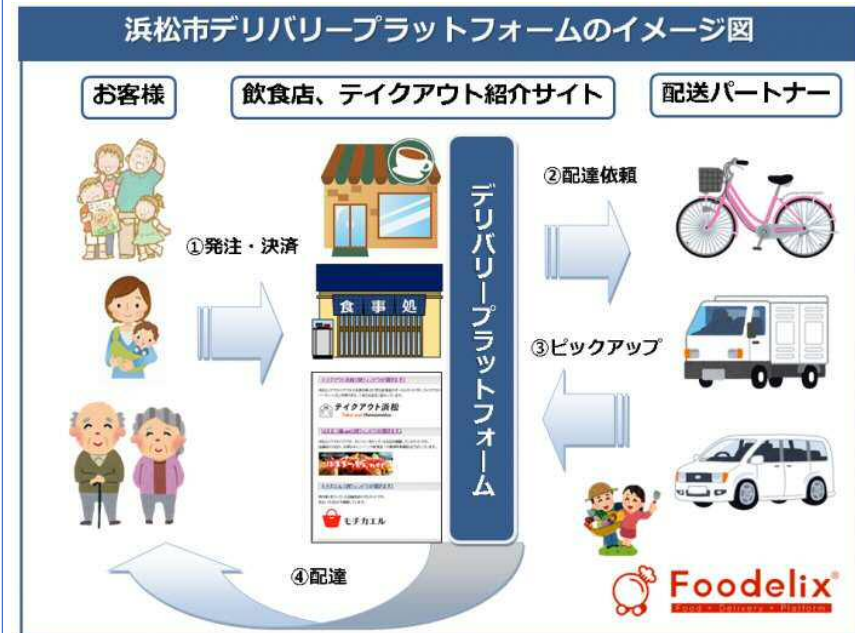 浜松市デリバリープラットフォームのイメージ図
お客様
飲食店、テイクアウト紹介サイト
配送パートナー
①発注・決済
食事処
テイクアウト浜松
モチカエル
デリバリープラットフォーム
②配達依頼
③ピックアップ
④配達
Foodelix
Food • Delivery • Platform